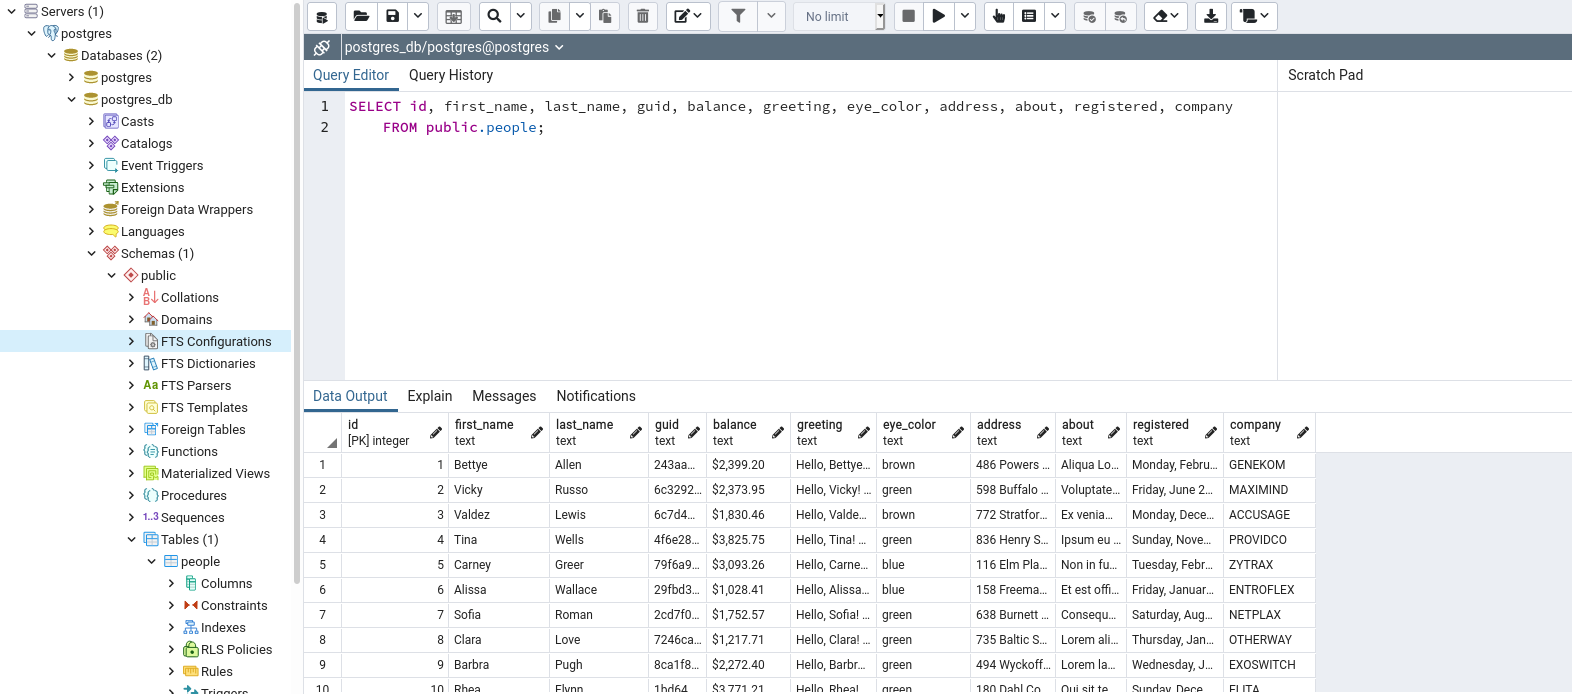 Servers (1)
postgres
Databases (2)
postgres
postgres_db
Casts
Catalogs
Event Triggers
Extensions
Foreign Data Wrappers
Languages
Schemas (1)
public
Collations
Domains
FTS Configurations
FTS Dictionaries
Aa FTS Parsers
FTS Templates
Foreign Tables
Functions
Materialized Views
Procedures
1..3 Sequences
Tables (1)
people
Columns
Constraints
Indexes
RLS Policies
Rules
Triggers
No limit
postgres_db/postgres@postgres
Query Editor Query History
Scratch Pad
1 SELECT id, first_name, last_name, guid, balance, greeting, eye_color, address, about, registered, company
2 FROM public.people;
Data Output Explain Messages Notifications
id first_name last_name guid balance greeting eye_color address about registered company
[PK] integer text text text text text text text text text text
1 1 Bettye Allen 243aa... $2,399.20 Hello, Bettye... brown 486 Powers ... Aliqua Lo... Monday, Febru... GENEKOM
2 2 Vicky Russo 6c3292... $2,373.95 Hello, Vicky! ... green 598 Buffalo ... Voluptate... Friday, June 2... MAXIMIND
3 3 Valdez Lewis 6c7d4... $1,830.46 Hello, Valde... brown 772 Stratfor... Ex venia... Monday, Dece... ACCUSAGE
4 4 Tina Wells 4f6e28... $3,825.75 Hello, Tina! ... green 836 Henry S... Ipsum eu ... Sunday, Nove... PROVIDCO
5 5 Carney Greer 79f6a9... $3,093.26 Hello, Carne... blue 116 Elm Pla... Non in fu... Tuesday, Febr... ZYTRAX
6 6 Alissa Wallace 29fbd3... $1,028.41 Hello, Alissa... blue 158 Freema... Et est offi... Friday, Januar... ENTROFLEX
7 7 Sofia Roman 2cd7f0... $1,752.57 Hello, Sofia! ... green 638 Burnett ... Consequ... Saturday, Aug... NETPLAX
8 8 Clara Love 7246ca... $1,217.71 Hello, Clara! ... green 735 Baltic S... Lorem ali... Thursday, Jan... OTHERWAY
9 9 Barbra Pugh 8ca1f8... $2,272.40 Hello, Barbr... green 494 Wyckoff... Lorem la... Wednesday, J... EXOSWITCH
10 10 Rhea Flynn 1bd64... $3,771.21 Hello, Rhea! ... green 180 Dahl Co... Qui sit te... Sunday, Dece... ELITA